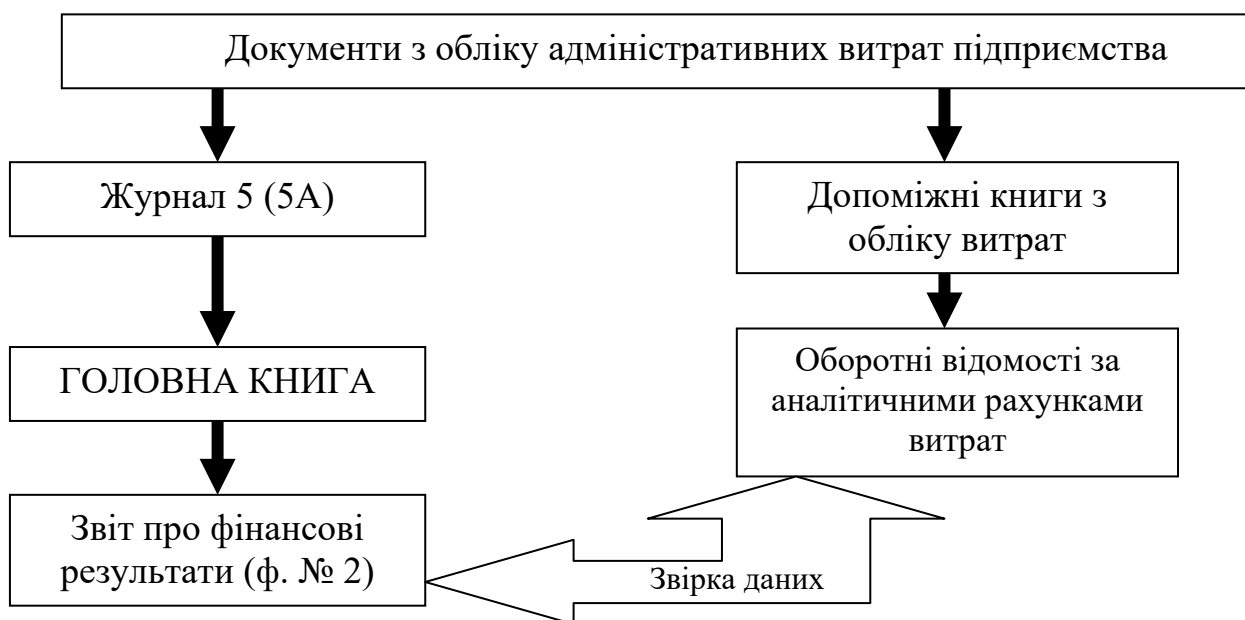 Документи з обліку адміністративних витрат підприємства
Журнал 5 (5А)
Допоміжні книги з
обліку витрат
ГОЛОВНА КНИГА
Оборотні відомості за
аналітичними рахунками
витрат
Звіт про фінансові
результати (ф. № 2)
Звірка даних